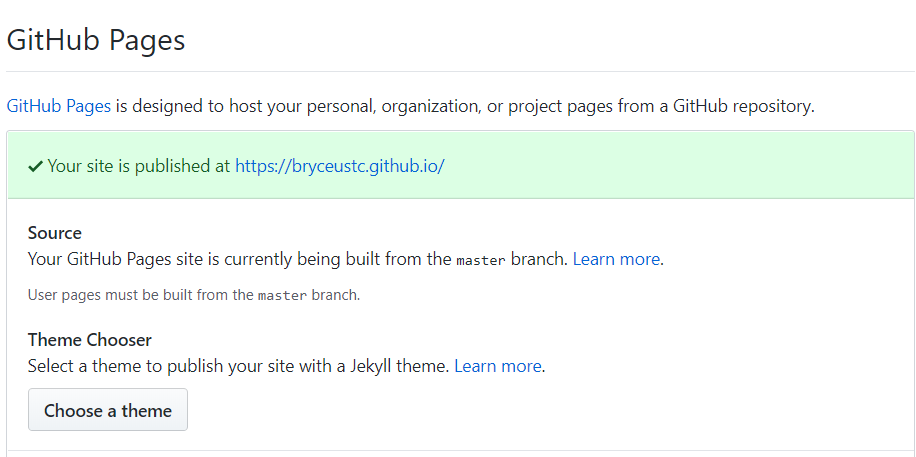 GitHub Pages
GitHub Pages is designed to host your personal, organization, or project pages from a GitHub repository.
Your site is published at https://bryceustc.github.io/
Source
Your GitHub Pages site is currently being built from the master branch. Learn more.
User pages must be built from the master branch.
Theme Chooser
Select a theme to publish your site with a Jekyll theme. Learn more.
Choose a theme